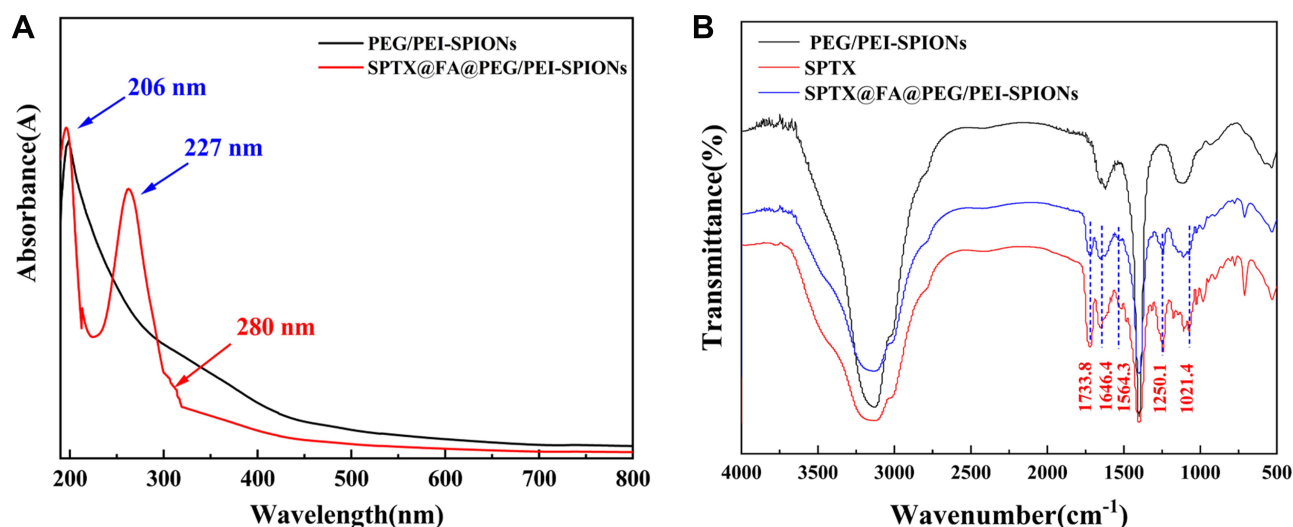 A
PEG/PEI-SPIONs
SPTX@FA@PEG/PEI-SPIONs
206 nm
227 nm
280 nm
Absorbance(A)
200 300 400 500 600 700 800
Wavelength(nm)
B
PEG/PEI-SPIONs
SPTX
SPTX@FA@PEG/PEI-SPIONs
Transmittance(%)
1733.8
1646.4
1564.3
1250.1
1021.4
4000 3500 3000 2500 2000 1500 1000 500
Wavenumber(cm⁻¹)